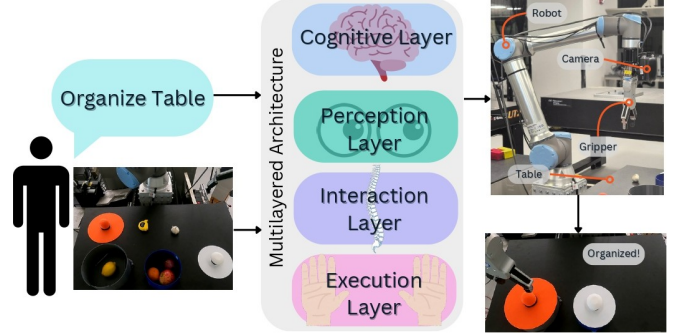 Organize Table
Multilayered Architecture
Cognitive Layer
Perception
Layer
Interaction
Layer
Execution
Layer
Robot
Camera
Gripper
Table
Organized!